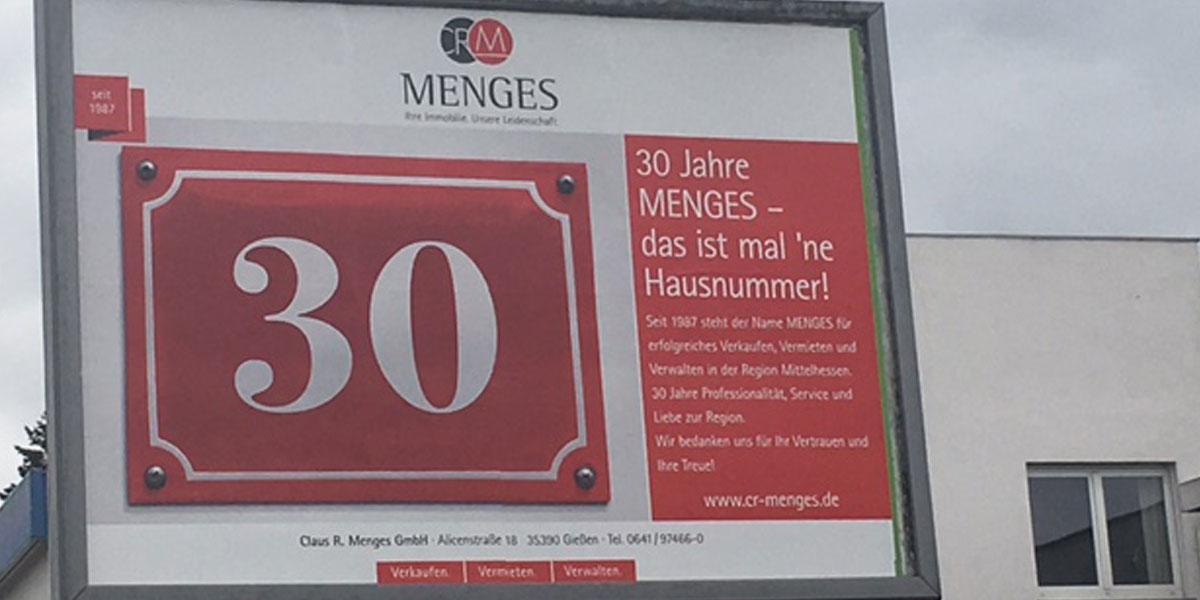 CRM
MENGES
Ihre Immobilie. Unsere Leidenschaft.
seit
1987
30
30 Jahre
MENGES –
das ist mal 'ne
Hausnummer!
Seit 1987 steht der Name MENGES für
erfolgreiches Verkaufen, Vermieten und
Verwalten in der Region Mittelhessen.
30 Jahre Professionalität, Service und
Liebe zur Region.
Wir bedanken uns für Ihr Vertrauen und
Ihre Treue!
www.cr-menges.de
Claus R. Menges GmbH · Alicenstraße 18 35390 Gießen · Tel. 0641 / 97466-0
Verkaufen. Vermieten. Verwalten.